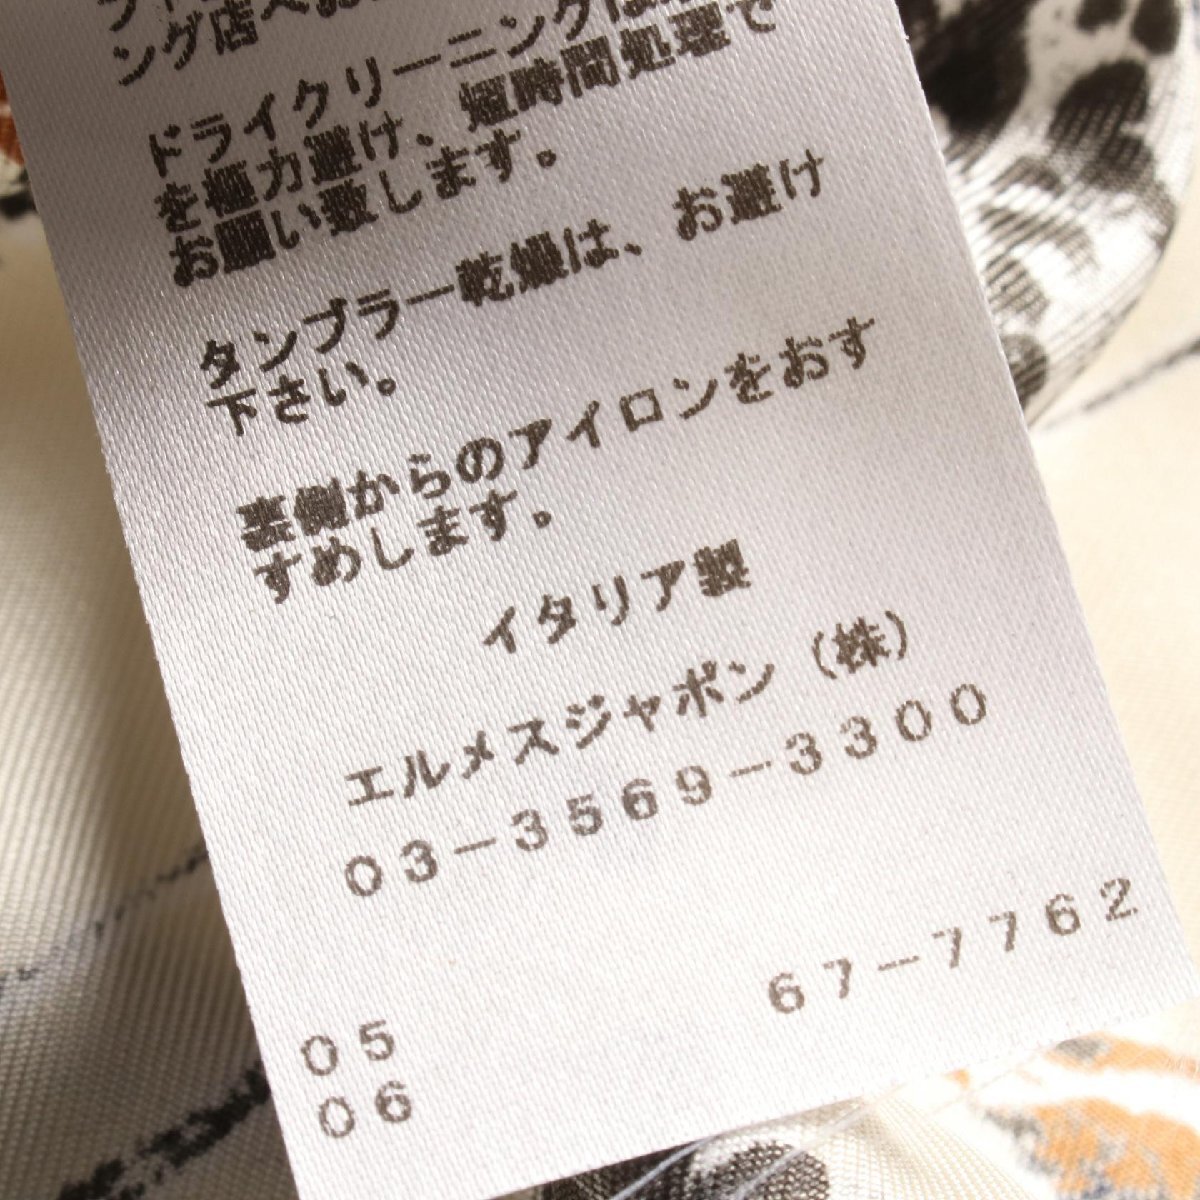 ング店へお
ドライクリーニングは
を極力避け、短時間処理で
お願い致します。
タンブラー乾燥は、お避け
下さい。
裏側からのアイロンをおす
すめします。
イタリア製
エルメスジャポン（株）
03-3569-3300
67-7762
05
06